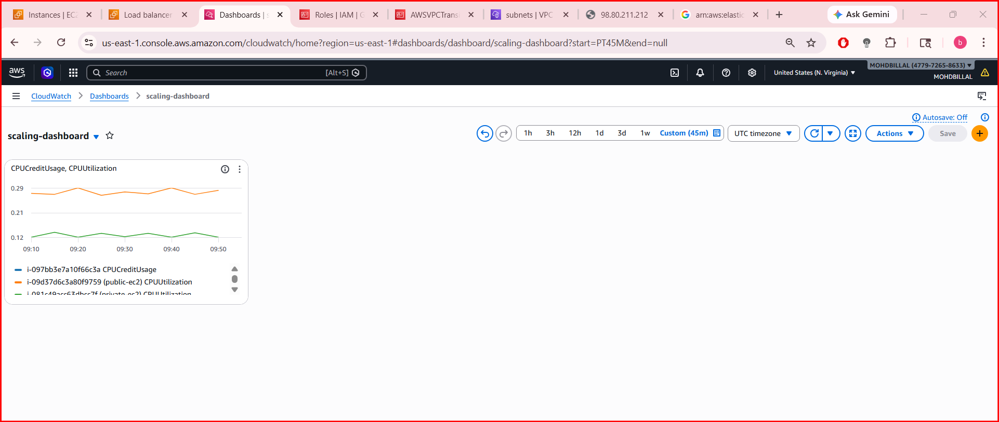 Instances | EC2
Load balancer
Dashboards | s
Roles | IAM | G
AWSVPCTransi
subnets | VPC
98.80.211.212
arn:aws:elastic
Ask Gemini
us-east-1.console.aws.amazon.com/cloudwatch/home?region=us-east-1#dashboards/dashboard/scaling-dashboard?start=PT45M&end=null
b
aws
Search
[Alt+S]
United States (N. Virginia)
MOHDBILLAL (4779-7265-8633)
MOHDBILLAL
CloudWatch
Dashboards
scaling-dashboard
Autosave: Off
scaling-dashboard
1h 3h 12h 1d 3d 1w Custom (45m)
UTC timezone
Actions
Save
CPUCreditUsage, CPUUtilization
0.29
0.21
0.12
09:10 09:20 09:30 09:40 09:50
i-097bb3e7a10f66c3a CPUCreditUsage
i-09d37d6c3a80f9759 (public-ec2) CPUUtilization
i-081c49acc63dbcc7f (private-ec2) CPUUtilization